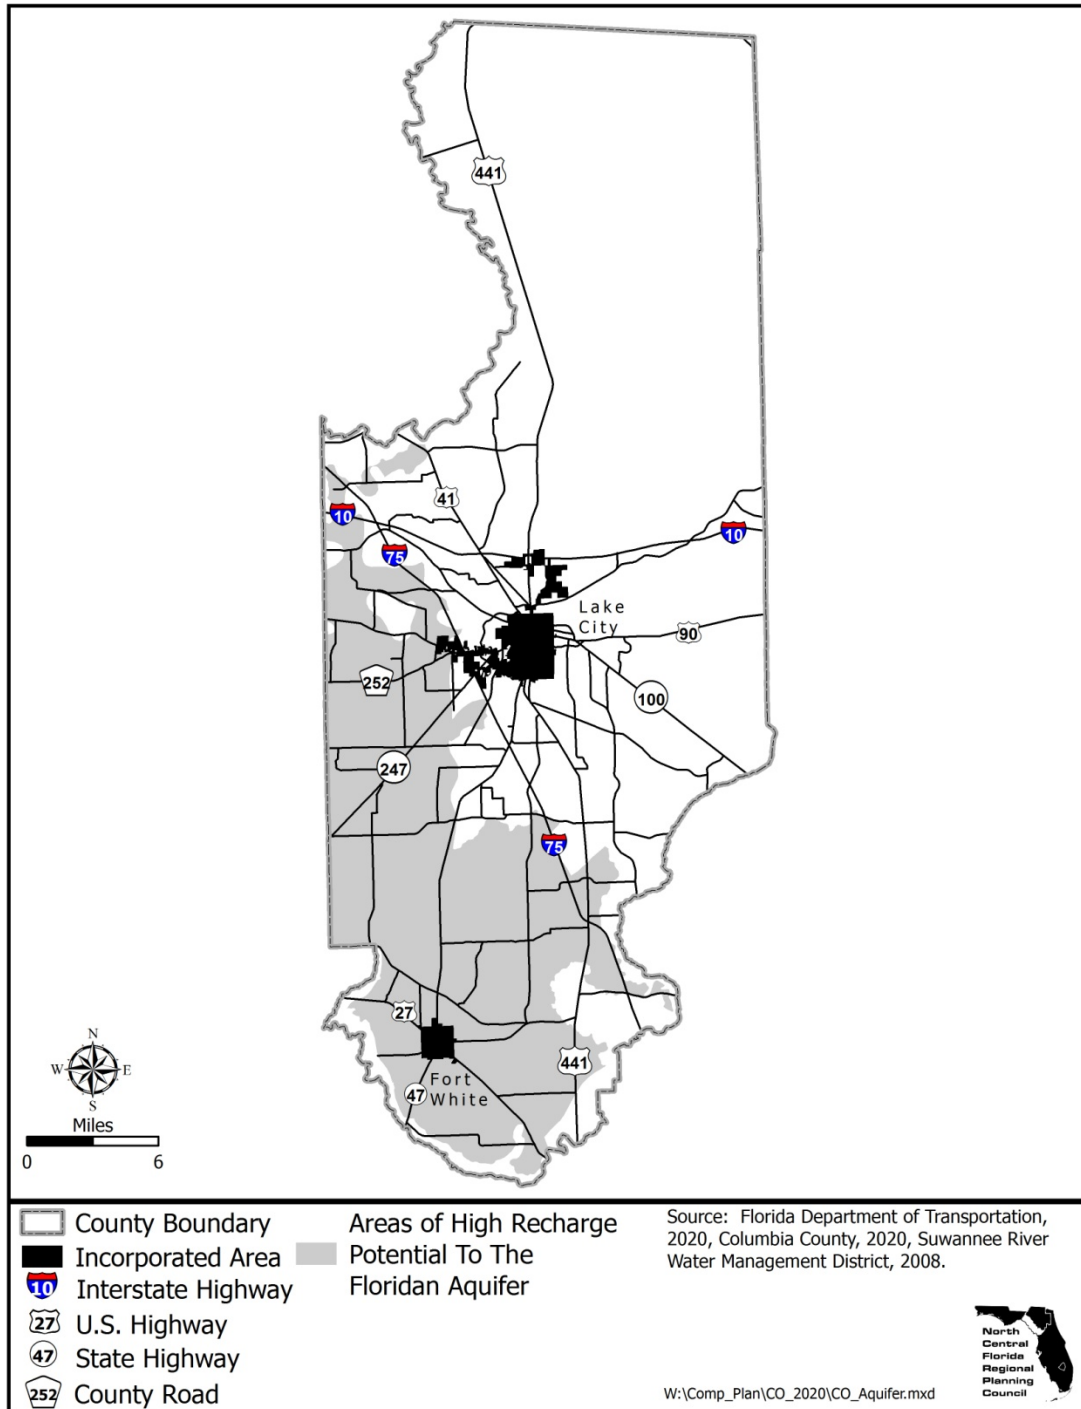 441
41
10
75
10
Lake
City
90
252
100
247
75
27
441
Fort
White
47
N
W
E
S
Miles
0
6
County Boundary
Incorporated Area
10
Interstate Highway
27
U.S. Highway
47
State Highway
252
County Road
Areas of High Recharge
Potential To The
Floridan Aquifer
Source: Florida Department of Transportation,
2020, Columbia County, 2020, Suwannee River
Water Management District, 2008.
North
Central
Florida
Regional
Planning
Council
W:\Comp_Plan\CO_2020\CO_Aquifer.mxd